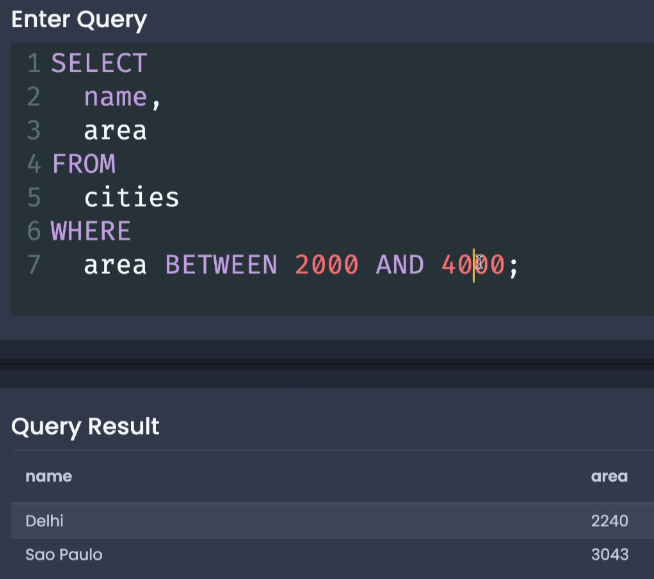 Enter Query
1 SELECT
2 name,
3 area
4 FROM
5 cities
6 WHERE
7 area BETWEEN 2000 AND 4000;
Query Result
name area
Delhi 2240
Sao Paulo 3043